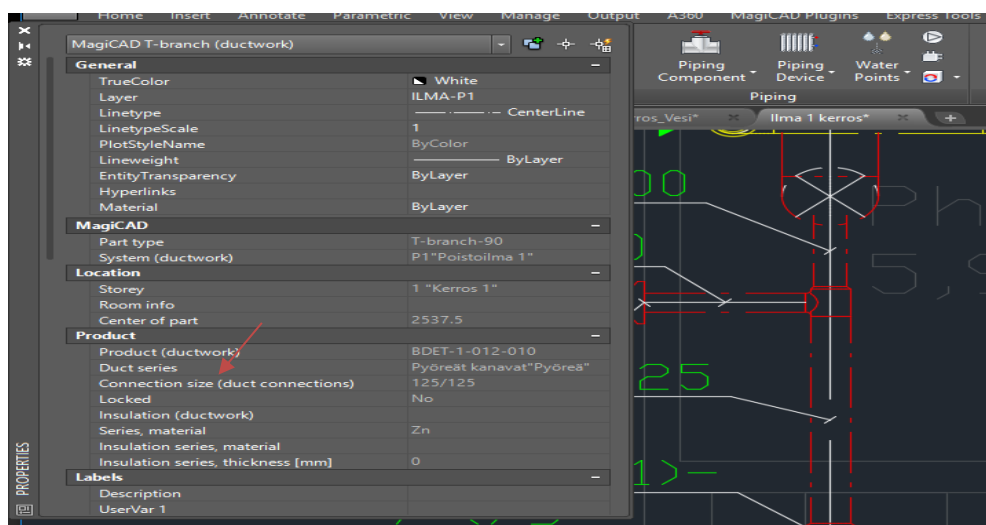 Home Insert Annotate Parametric View Manage Output A360 MagiCAD Plugins Express Tools
MagiCAD T-branch (ductwork)
General
TrueColor White
Layer ILMA-P1
Linetype CenterLine
LinetypeScale 1
PlotStyleName ByColor
Lineweight ByLayer
EntityTransparency ByLayer
Hyperlinks
Material ByLayer
MagiCAD
Part type T-branch-90
System (ductwork) P1"Poistoilma 1"
Location
Storey 1 "Kerros 1"
Room info
Center of part 2537.5
Product
Product (ductwork) BDET-1-012-010
Duct series Pyöreät kanavat"Pyöreä"
Connection size (duct connections) 125/125
Locked No
Insulation (ductwork)
Series, material Zn
Insulation series, material
Insulation series, thickness [mm] 0
Labels
Description
UserVar 1
PROPERTIES
Piping Component
Piping Device
Water Points
Piping
ros_Vesi*
Ilma 1 kerros*
00
Ph
5,9
25
1)-